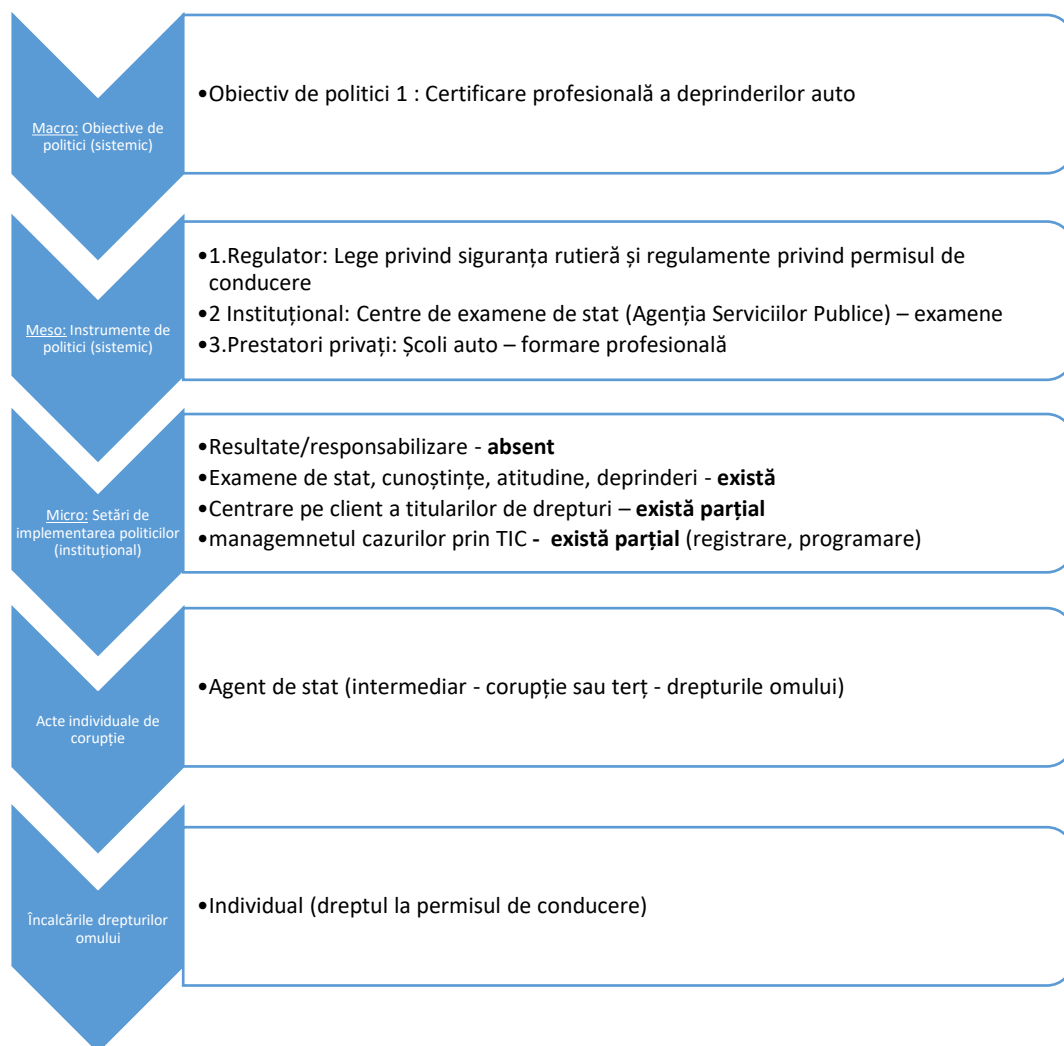 •Obiectiv de politici 1 : Certificare profesională a deprinderilor auto
Macro: Obiective de
politici (sistemic)
•1.Regulator: Lege privind siguranța rutieră și regulamente privind permisul de
conducere
•2 Instituțional: Centre de examene de stat (Agenția Serviciilor Publice) – examene
•3.Prestatori privați: Școli auto – formare profesională
Meso: Instrumente de
politici (sistemic)
•Resultate/responsabilizare - absent
•Examene de stat, cunoștințe, atitudine, deprinderi - există
•Centrare pe client a titularilor de drepturi – există parțial
•managemnetul cazurilor prin TIC - există parțial (registrare, programare)
Micro: Setări de
implementarea politicilor
(instituțional)
•Agent de stat (intermediar - corupție sau terț - drepturile omului)
Acte individuale de
corupție
•Individual (dreptul la permisul de conducere)
Încalcările drepturilor
omului